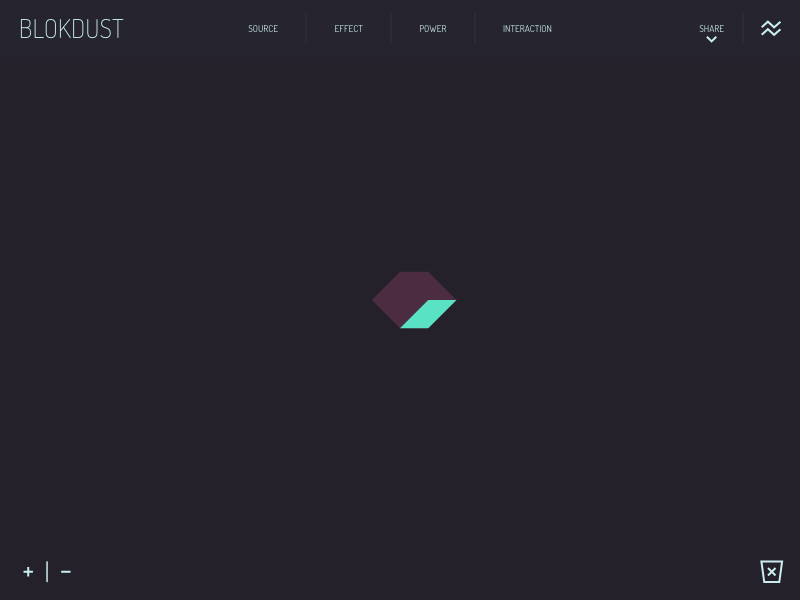 BLOKDUST
SOURCE
EFFECT
POWER
INTERACTION
SHARE